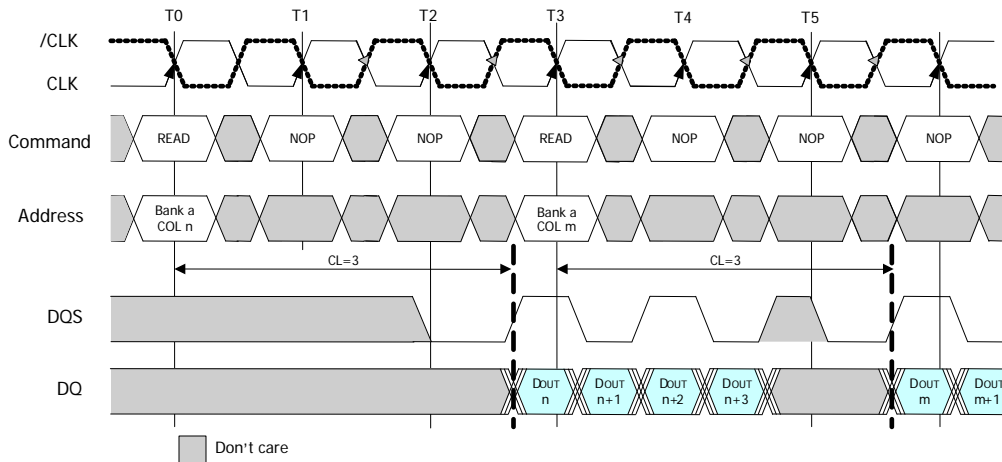 T0 T1 T2 T3 T4 T5
/CLK
CLK
Command READ NOP NOP READ NOP NOP NOP
Address Bank a COL n Bank a COL m
CL=3 CL=3
DQS
DQ DOUT n DOUT n+1 DOUT n+2 DOUT n+3 DOUT m DOUT m+1
Don't care